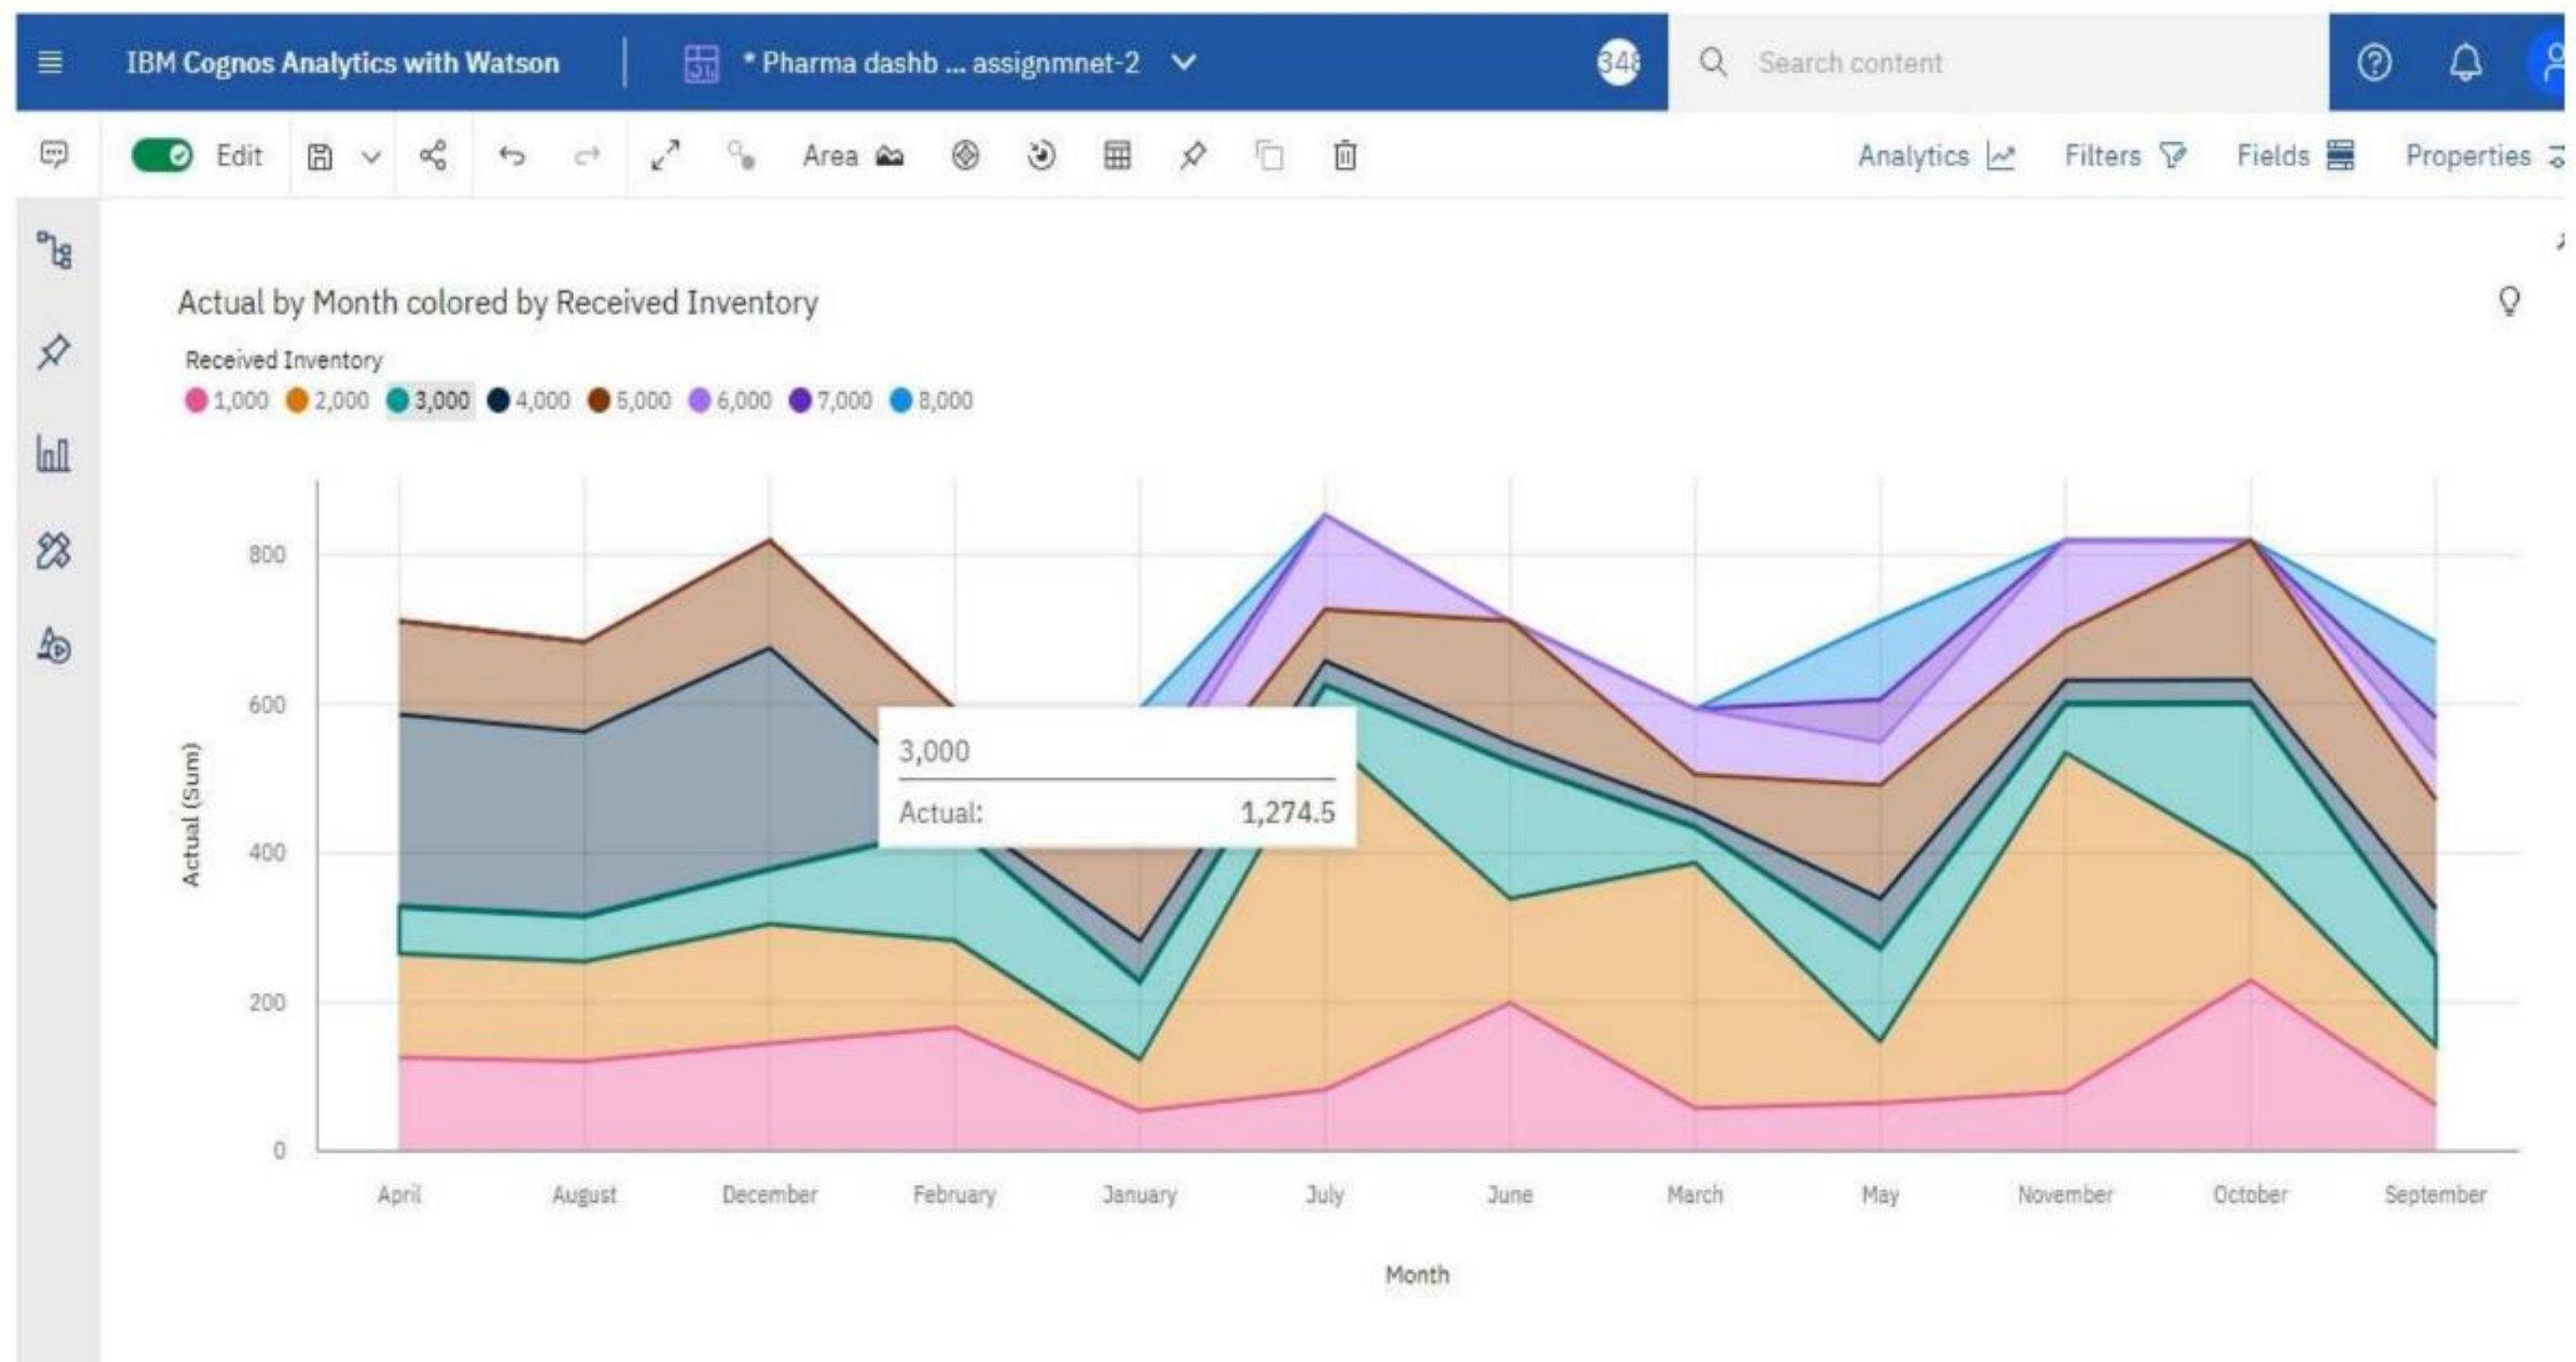 IBM Cognos Analytics with Watson * Pharma dashb ... assignmnet-2 348 Search content
Edit Area Analytics Filters Fields Properties
Actual by Month colored by Received Inventory
Received Inventory
1,000 2,000 3,000 4,000 5,000 6,000 7,000 8,000
800
600
400
200
0
Actual (Sum)
3,000
Actual: 1,274.5
April August December February January July June March May November October September
Month